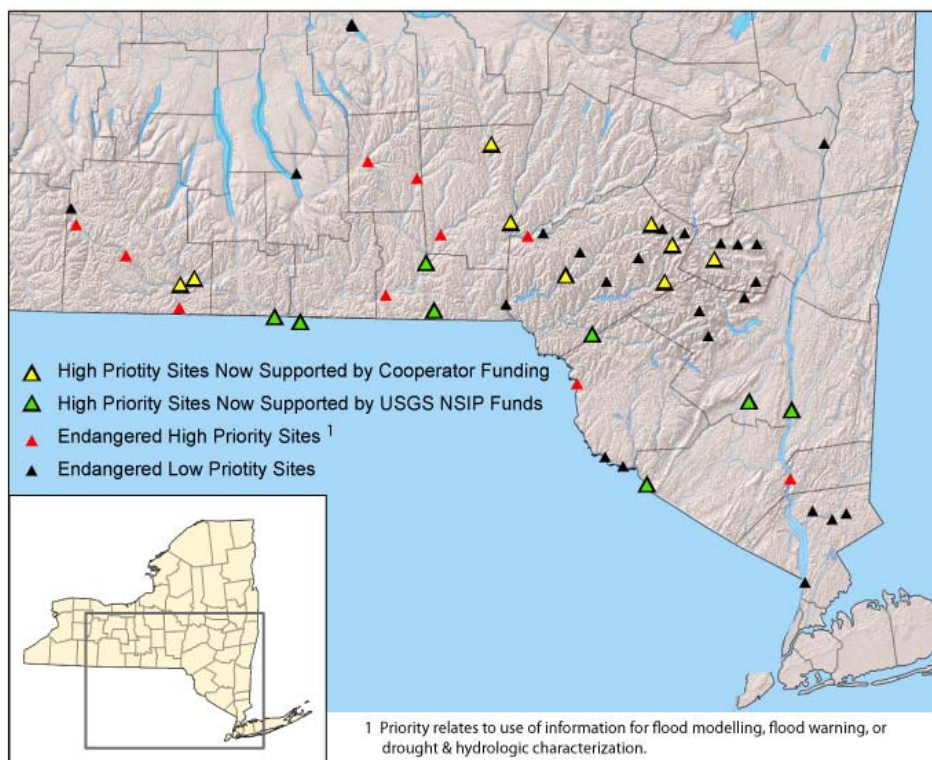 High Priotity Sites Now Supported by Cooperator Funding
High Priority Sites Now Supported by USGS NSIP Funds
Endangered High Priority Sites 1
Endangered Low Priotity Sites
1 Priority relates to use of information for flood modelling, flood warning, or
drought & hydrologic characterization.